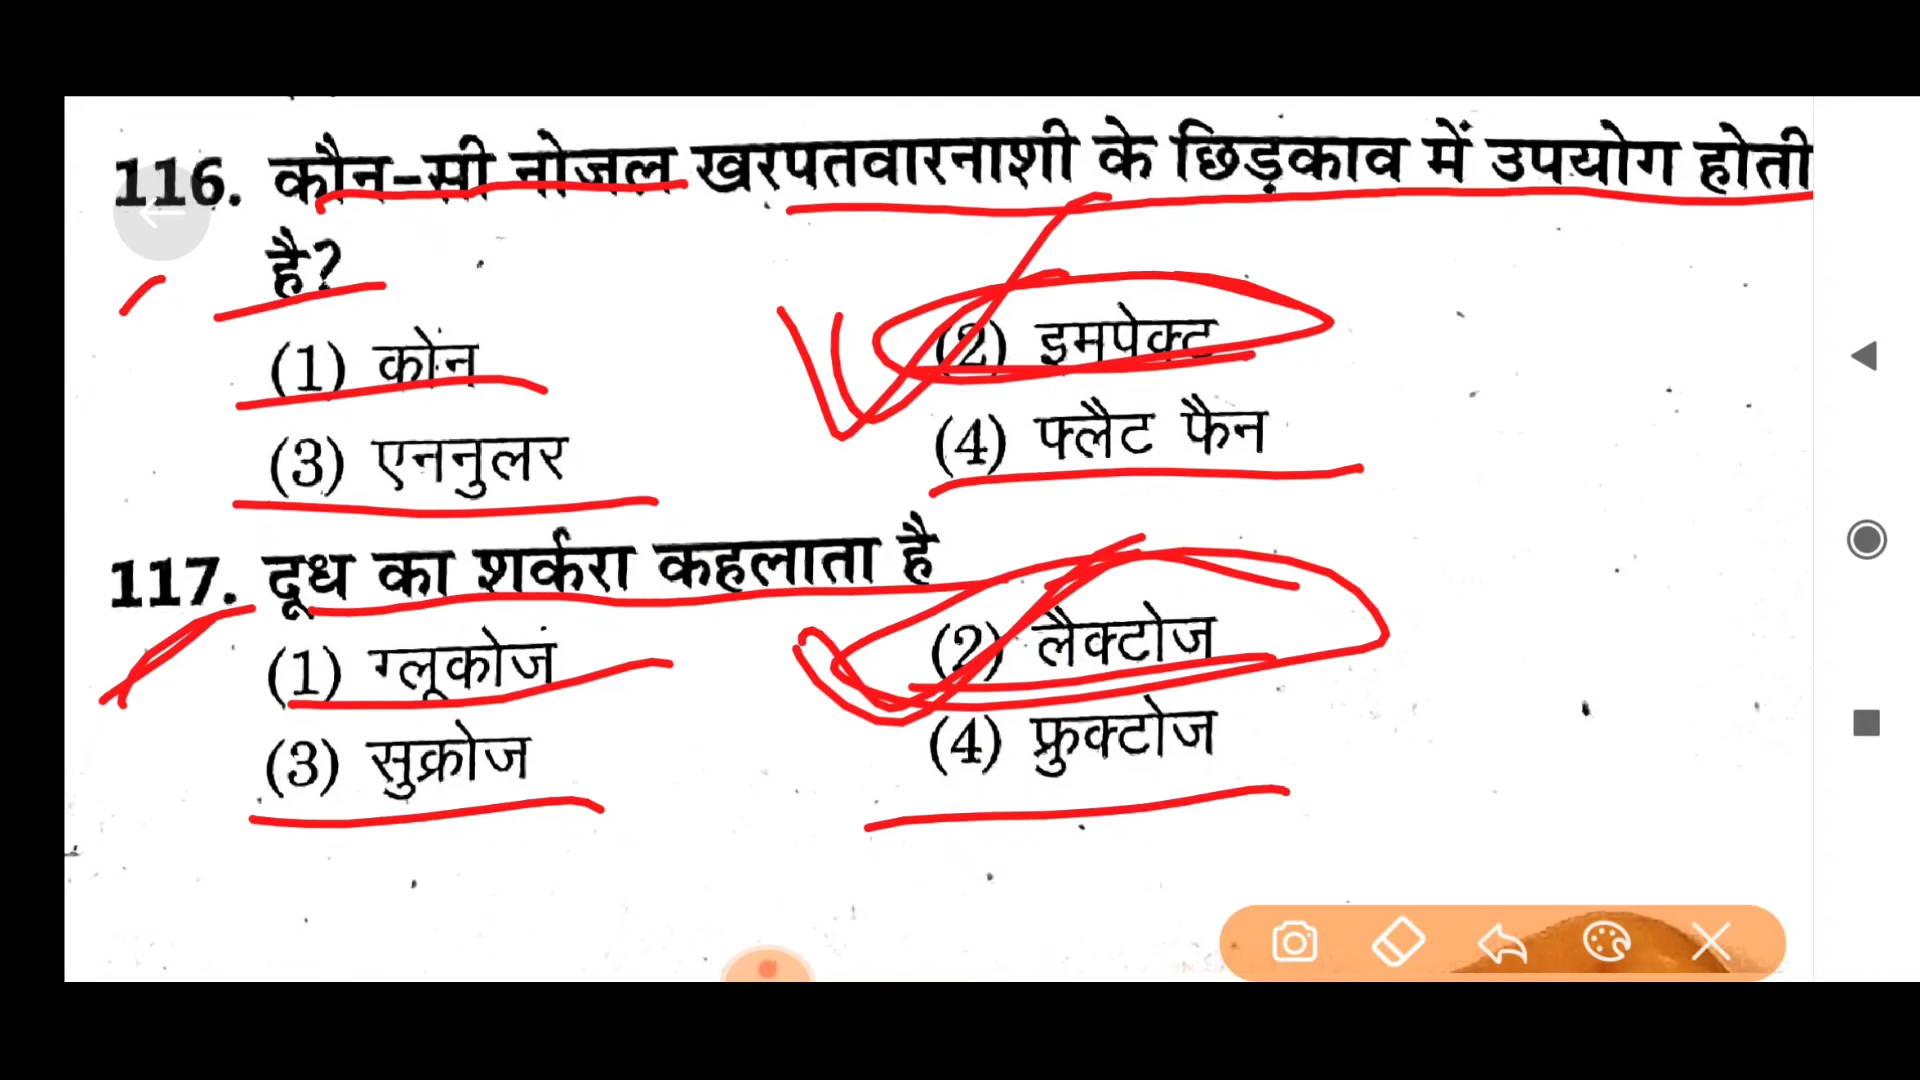 116. कौन-सी नोजल खरपतवारनाशी के छिड़काव में उपयोग होती
है?
(1) कोन (2) इमपेक्ट
(3) एननुलर (4) फ्लैट फैन
117. दूध का शर्करा कहलाता है
(1) ग्लूकोज (2) लैक्टोज
(3) सुक्रोज (4) फ्रुक्टोज